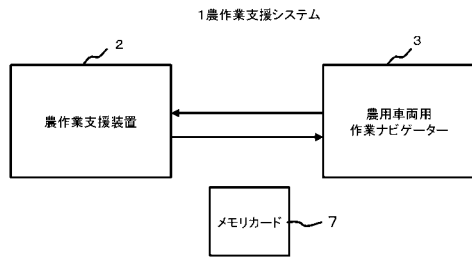 1農作業支援システム
2
3
農作業支援装置
農用車両用
作業ナビゲーター
メモリカード
7